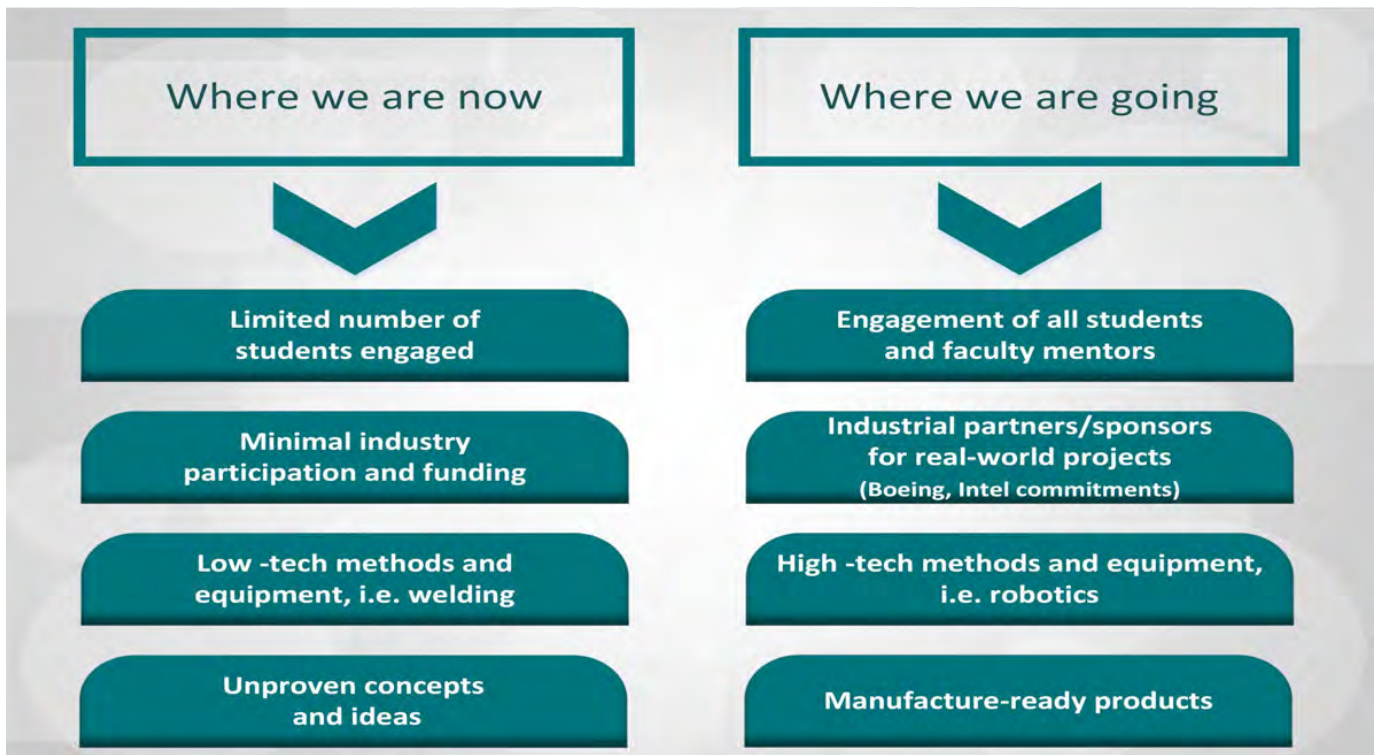 Where we are now
Limited number of
students engaged
Minimal industry
participation and funding
Low -tech methods and
equipment, i.e. welding
Unproven concepts
and ideas
Where we are going
Engagement of all students
and faculty mentors
Industrial partners/sponsors
for real-world projects
(Boeing, Intel commitments)
High -tech methods and equipment,
i.e. robotics
Manufacture-ready products